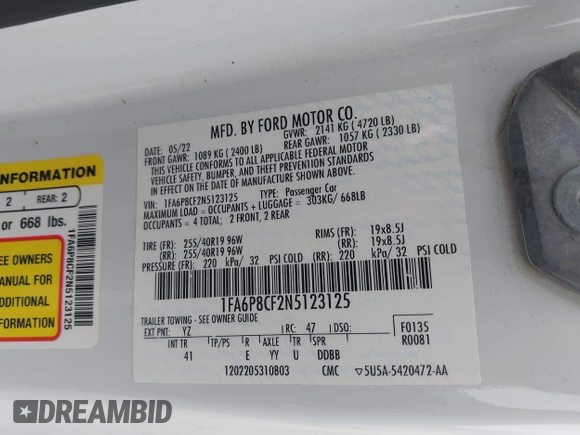 MFD. BY FORD MOTOR CO.
05/22 GVWR: 2141 KG ( 4720 LB)
FRONT GAWR: 1089 KG ( 2400 LB) REAR GAWR: 1057 KG ( 2330 LB)
THIS VEHICLE CONFORMS TO ALL APPLICABLE FEDERAL MOTOR
VEHICLE SAFETY, BUMPER, AND THEFT PREVENTION STANDARDS
IN EFFECT ON THE DATE OF MANUFACTURE SHOWN ABOVE.
VIN: 1FA6P8CF2N5123125 TYPE: Passenger Car
MAXIMUM LOAD = OCCUPANTS + LUGGAGE = 303KG/ 668LB
OCCUPANTS = 4 TOTAL; 2 FRONT, 2 REAR
TIRE (FR): 255/40R19 96W RIMS (FR): 19x8.5J
(RR): 255/40R19 96W (RR): 19x8.5J
PRESSURE (FR): 220 kPa/ 32 PSI COLD (RR): 220 kPa/ 32 PSI COLD
1FA6P8CF2N5123125
TRAILER TOWING - SEE OWNER GUIDE
EXT PNT: YZ RC: 47 DSO: F0135
INT TR TP/PS R AXLE TR SPR R0081
41 E YY U DDBB
120220531O803 CMC ▽5U5A-5420472-AA
INFORMATION
2 REAR: 2
or 668 lbs.
SEE OWNERS
MANUAL FOR
ADDITIONAL
INFORMATION
1FA6P8CF2N5123125
DREAMBID
old.dreambid